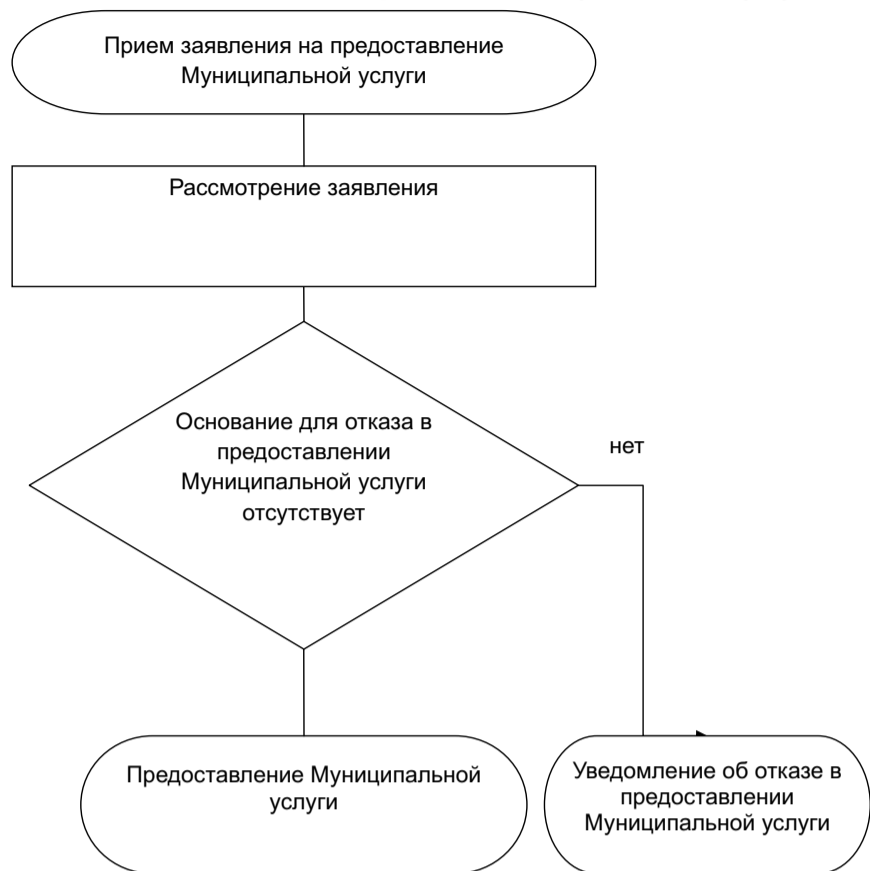 Прием заявления на предоставление
Муниципальной услуги
Рассмотрение заявления
Основание для отказа в
предоставлении
Муниципальной услуги
отсутствует
нет
Предоставление Муниципальной
услуги
Уведомление об отказе в
предоставлении
Муниципальной услуги